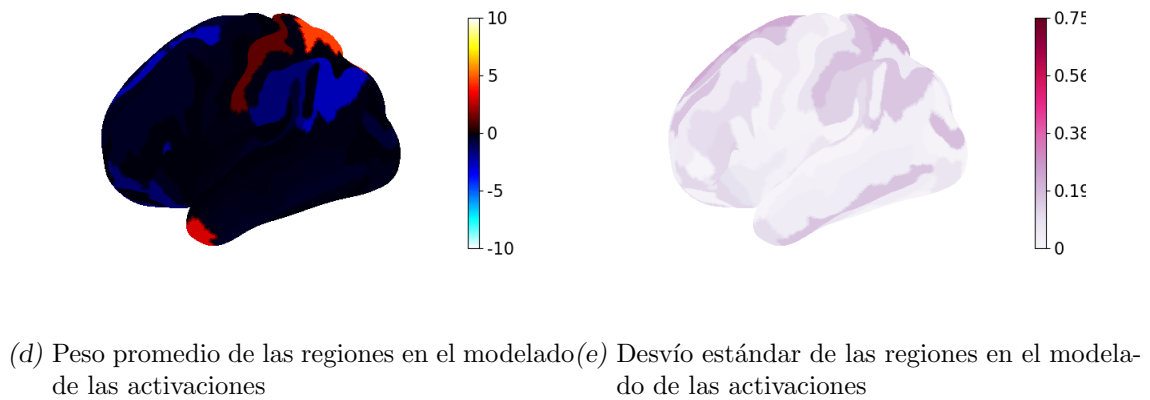 10
5
0
-5
-10
0.75
0.56
0.38
0.19
0
(d) Peso promedio de las regiones en el modelado
de las activaciones
(e) Desvío estándar de las regiones en el modela-
do de las activaciones